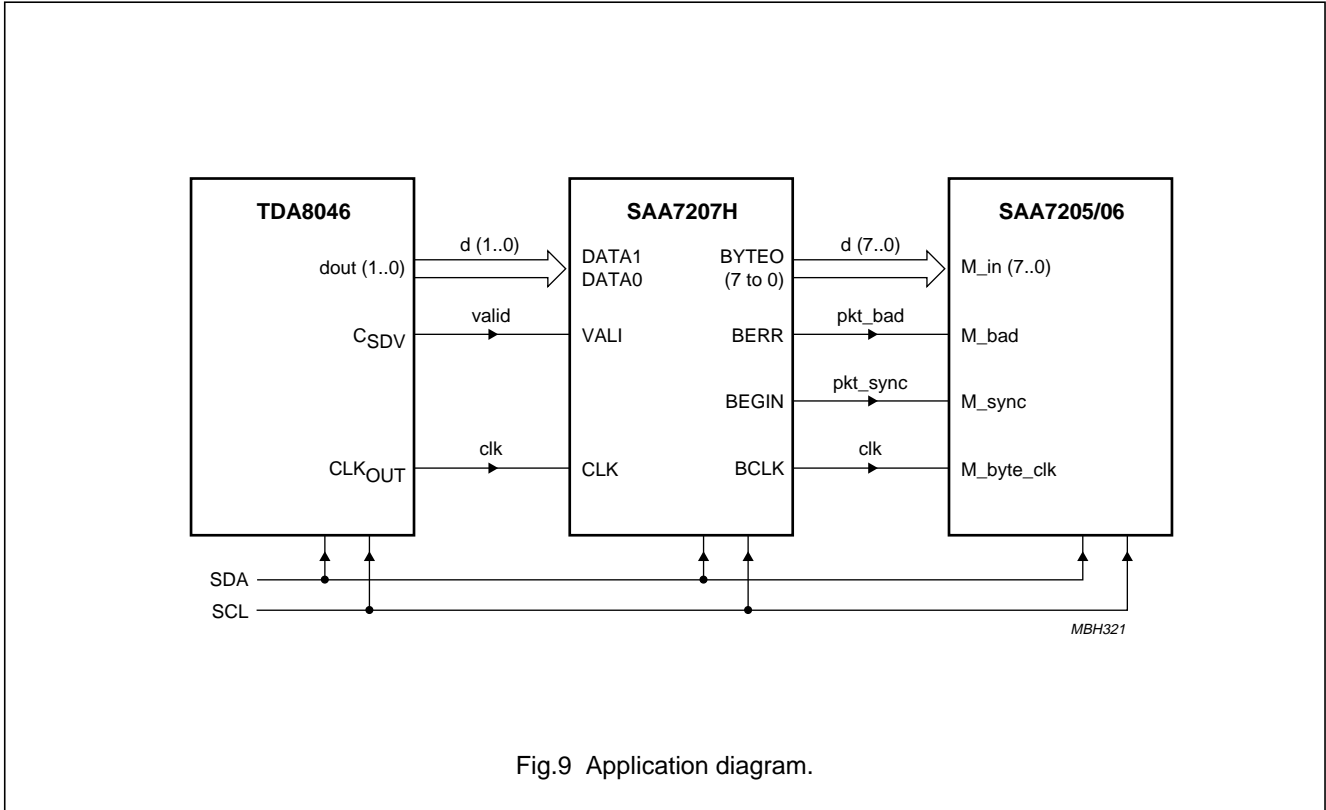 TDA8046
SAA7207H
SAA7205/06
dout (1..0)
d (1..0)
DATA1
DATA0
BYTEO
(7 to 0)
d (7..0)
M_in (7..0)
CSDV
valid
VALI
BERR
pkt_bad
M_bad
BEGIN
pkt_sync
M_sync
CLKOUT
clk
CLK
BCLK
clk
M_byte_clk
SDA
SCL
MBH321
Fig.9 Application diagram.